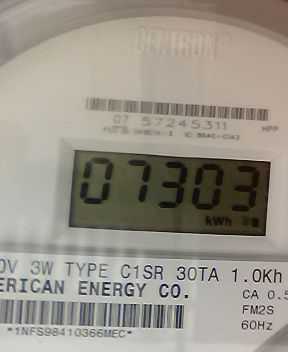 CENTRON®
07 57245311
HPP
07303
kWh
0V 3W TYPE C1SR 30TA 1.0Kh
ERICAN ENERGY CO.
CA 0.5
FM2S
*1NFS98410366MEC*
60Hz